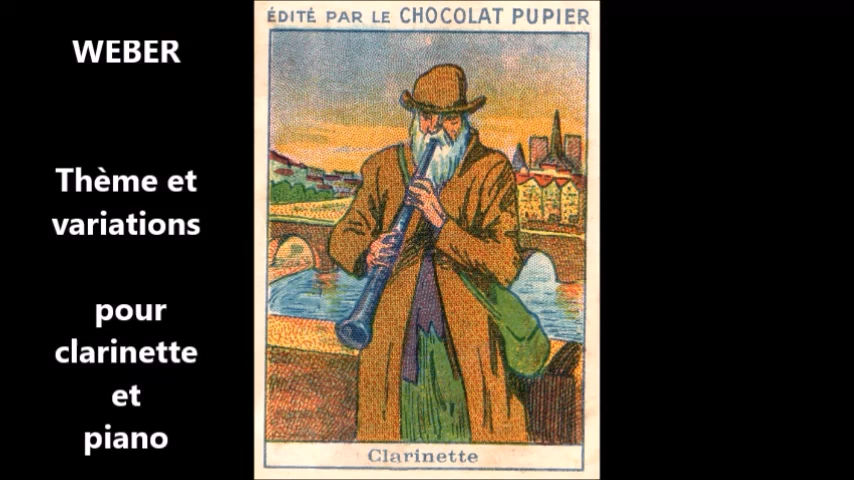 WEBER
Thème et
variations
pour
clarinette
et
piano
ÉDITÉ PAR LE CHOCOLAT PUPIER
Clarinette